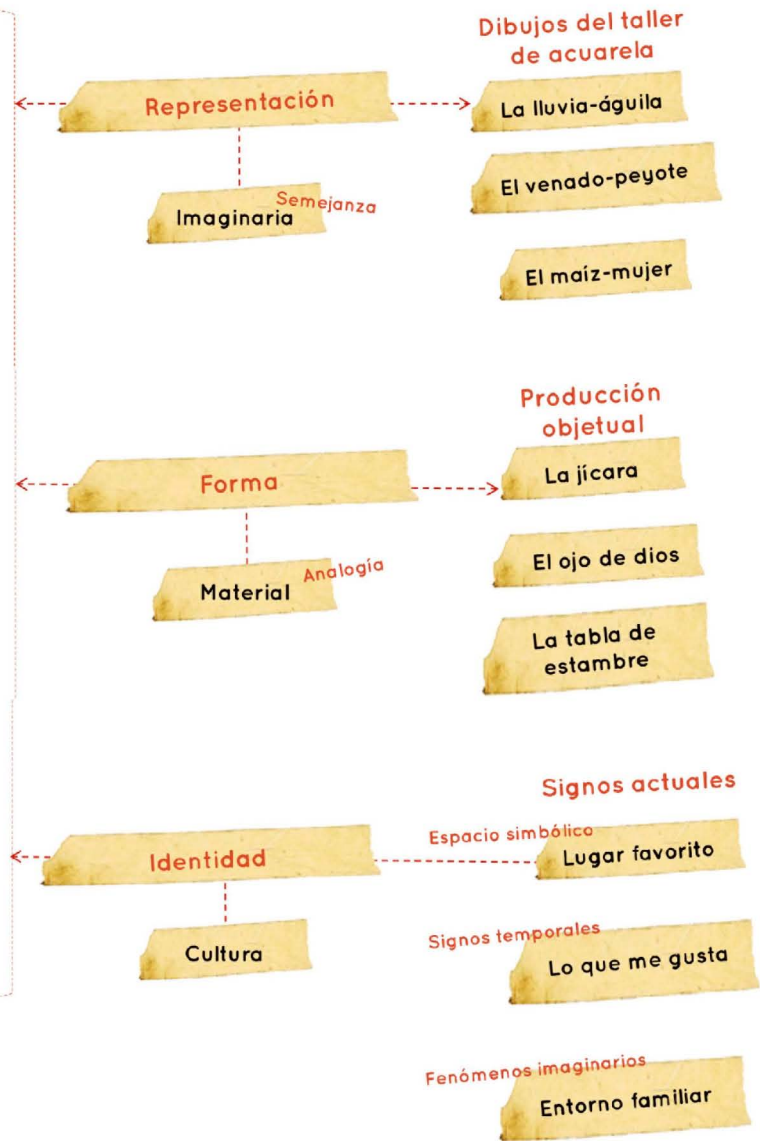 Dibujos del taller
de acuarela
Representación
La lluvia-águila
El venado-peyote
Semejanza
Imaginaria
El maíz-mujer
Producción
objetual
Forma
La jícara
Analogía
Material
El ojo de dios
La tabla de
estambre
Signos actuales
Identidad
Espacio simbólico
Lugar favorito
Cultura
Signos temporales
Lo que me gusta
Fenómenos imaginarios
Entorno familiar